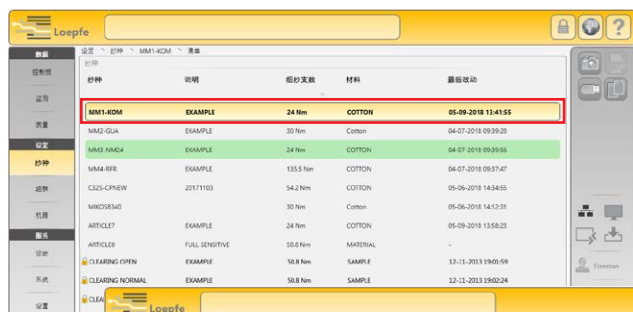 Loepfe
?
数据 设定 > 纱种 > MM1-KOM > 菜单
控制板 纱种
纱种 说明 粗纱支数 材料 最后改动
监测
MM1-KOM EXAMPLE 24 Nm COTTON 05-09-2018 13:41:55
质量 MM2-GUA EXAMPLE 30 Nm Cotton 04-07-2018 09:39:25
设定 MM3-NM24 EXAMPLE 24 Nm COTTON 04-07-2018 09:39:56
纱种 MM4-RFR EXAMPLE 135.5 Nm COTTON 04-07-2018 09:37:47
组群 C32S-CPNEW 20171103 54.2 Nm COTTON 05-06-2018 14:34:55
MIKOS8340 30 Nm Cotton 05-06-2018 14:12:31
机器 ARTICLE7 EXAMPLE 24 Nm COTTON 05-09-2018 13:58:23
服务 ARTICLE8 FULL SENSITIVE 50.8 Nm MATERIAL -
诊断 CLEARING OPEN EXAMPLE 50.8 Nm SAMPLE 12-11-2013 19:01:59
Foreman
系统 CLEARING NORMAL EXAMPLE 50.8 Nm SAMPLE 12-11-2013 19:02:24
设置 CLEA
Loepfe